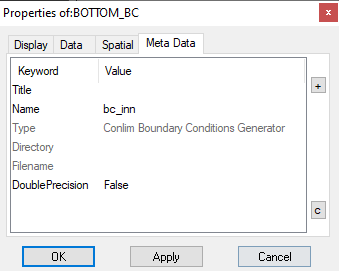 Properties of:BOTTOM_BC
Display Data Spatial Meta Data
Keyword Value
Title
Name bc_inn
Type Conlim Boundary Conditions Generator
Directory
Filename
DoublePrecision False
+
C
OK Apply Cancel